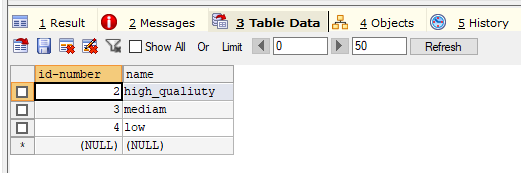 1 Result 2 Messages 3 Table Data 4 Objects 5 History
Show All Or Limit 0 50 Refresh
id-number name
2 high_qualiuty
3 mediam
4 low
* (NULL) (NULL)